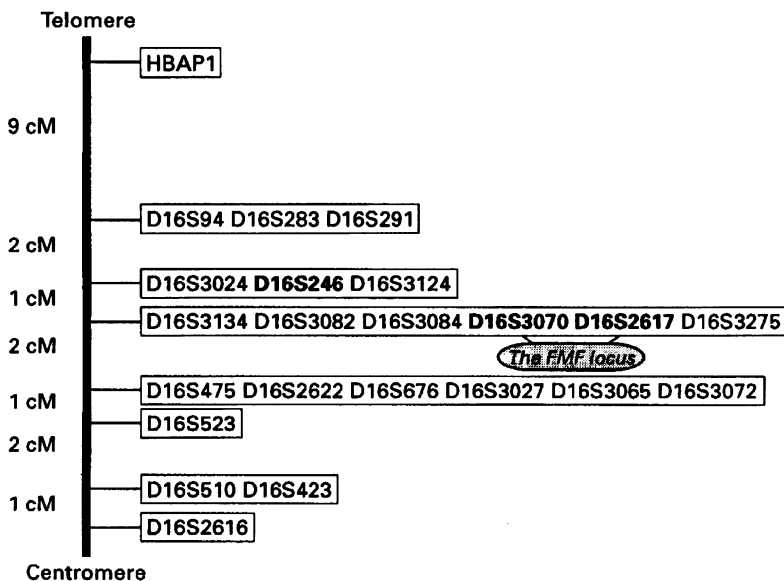 Telomere
HBAP1
9 cM
D16S94 D16S283 D16S291
2 cM
D16S3024 D16S246 D16S3124
1 cM
D16S3134 D16S3082 D16S3084 D16S3070 D16S2617 D16S3275
2 cM
The FMF locus
D16S475 D16S2622 D16S676 D16S3027 D16S3065 D16S3072
1 cM
D16S523
2 cM
D16S510 D16S423
1 cM
D16S2616
Centromere